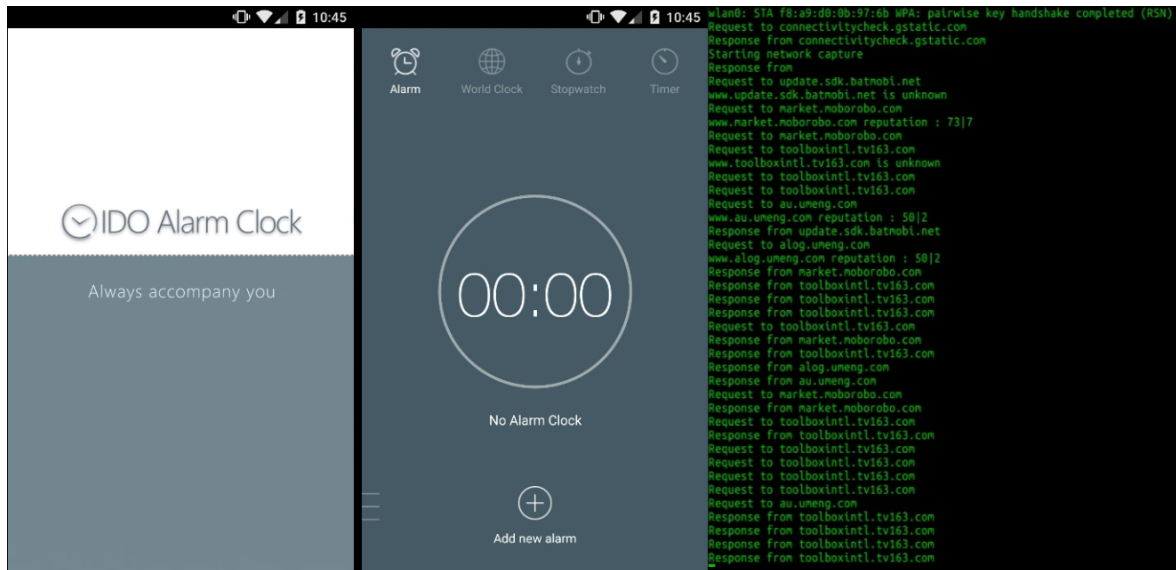 10:45
IDO Alarm Clock
Always accompany you
10:45
Alarm
World Clock
Stopwatch
Timer
00:00
No Alarm Clock
Add new alarm
wlan0: STA f8:a9:d0:0b:97:6b WPA: pairwise key handshake completed (RSN)
Request to connectivitycheck.gstatic.com
Response from connectivitycheck.gstatic.com
Starting network capture
Response from
Request to update.sdk.batmobi.net
www.update.sdk.batmobi.net is unknown
Request to market.moborobo.com
www.market.moborobo.com reputation : 73|7
Request to market.moborobo.com
Request to toolboxintl.tv163.com
www.toolboxintl.tv163.com is unknown
Request to toolboxintl.tv163.com
Request to toolboxintl.tv163.com
Request to au.umeng.com
www.au.umeng.com reputation : 50|2
Response from update.sdk.batmobi.net
Request to alog.umeng.com
www.alog.umeng.com reputation : 50|2
Response from market.moborobo.com
Response from toolboxintl.tv163.com
Response from toolboxintl.tv163.com
Response from toolboxintl.tv163.com
Request to toolboxintl.tv163.com
Response from market.moborobo.com
Response from toolboxintl.tv163.com
Response from alog.umeng.com
Response from au.umeng.com
Request to market.moborobo.com
Response from market.moborobo.com
Request to toolboxintl.tv163.com
Response from toolboxintl.tv163.com
Request to toolboxintl.tv163.com
Request to toolboxintl.tv163.com
Request to toolboxintl.tv163.com
Request to toolboxintl.tv163.com
Request to au.umeng.com
Response from toolboxintl.tv163.com
Response from toolboxintl.tv163.com
Response from toolboxintl.tv163.com
Response from toolboxintl.tv163.com